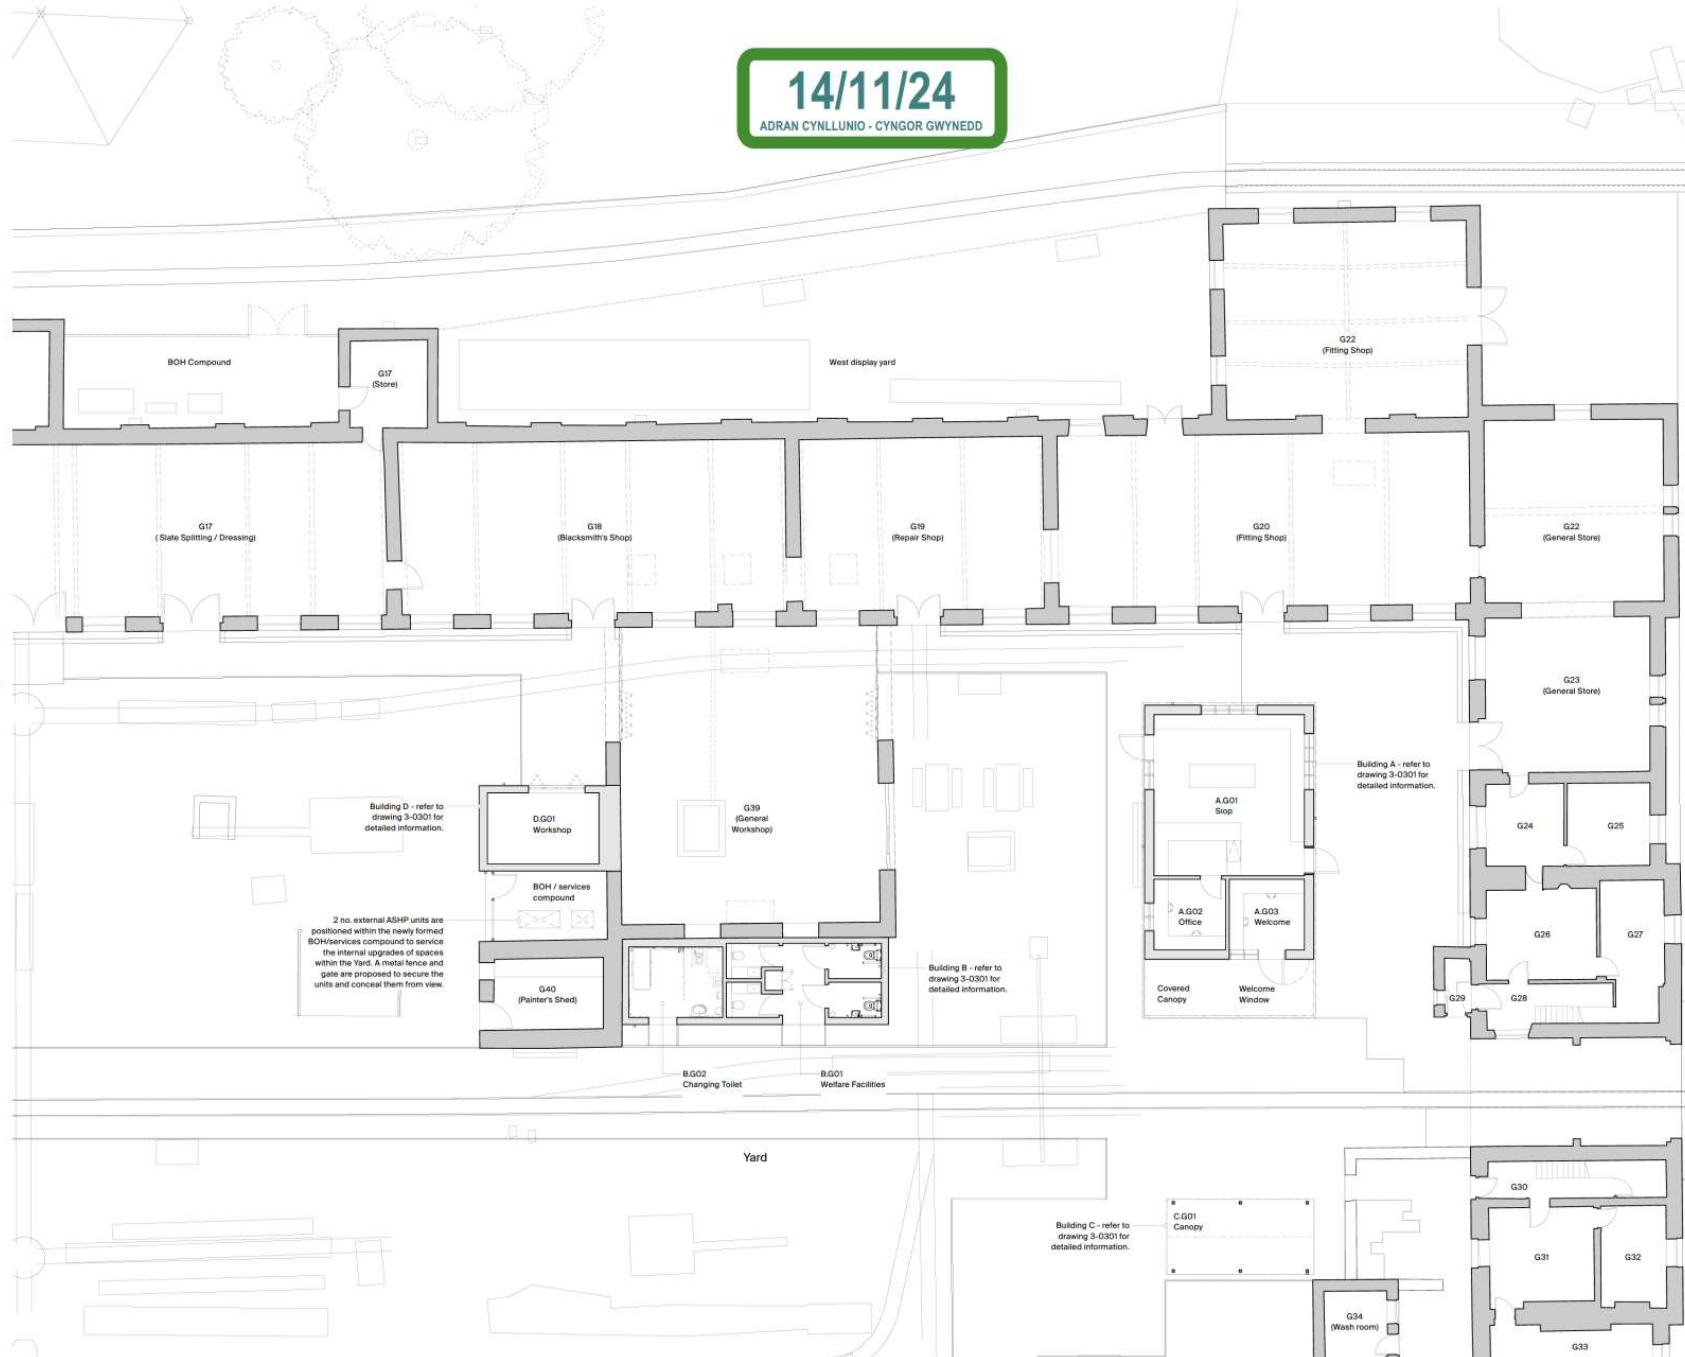 14/11/24
ADRAN CYNLLUNIO - CYNGOR GWYNEDD
BOH Compound
G17
(Store)
West display yard
G22
(Fitting Shop)
G17
( Slate Splitting / Dressing)
G18
(Blacksmith's Shop)
G19
(Repair Shop)
G20
(Fitting Shop)
G22
(General Store)
G23
(General Store)
Building D - refer to
drawing 3-0301 for
detailed information.
D.G01
Workshop
G39
(General
Workshop)
A.G01
Siop
Building A - refer to
drawing 3-0301 for
detailed information.
G24
G25
BOH / services
compound
2 no. external ASHP units are
positioned within the newly formed
BOH/services compound to service
the internal upgrades of spaces
within the Yard. A metal fence and
gate are proposed to secure the
units and conceal them from view.
A.G02
Office
A.G03
Welcome
G26
G27
G40
(Painter's Shed)
Building B - refer to
drawing 3-0301 for
detailed information.
Covered
Canopy
Welcome
Window
G29
G28
B.G02
Changing Toilet
B.G01
Welfare Facilities
Yard
G30
Building C - refer to
drawing 3-0301 for
detailed information.
C.G01
Canopy
G31
G32
G34
(Wash room)
G33